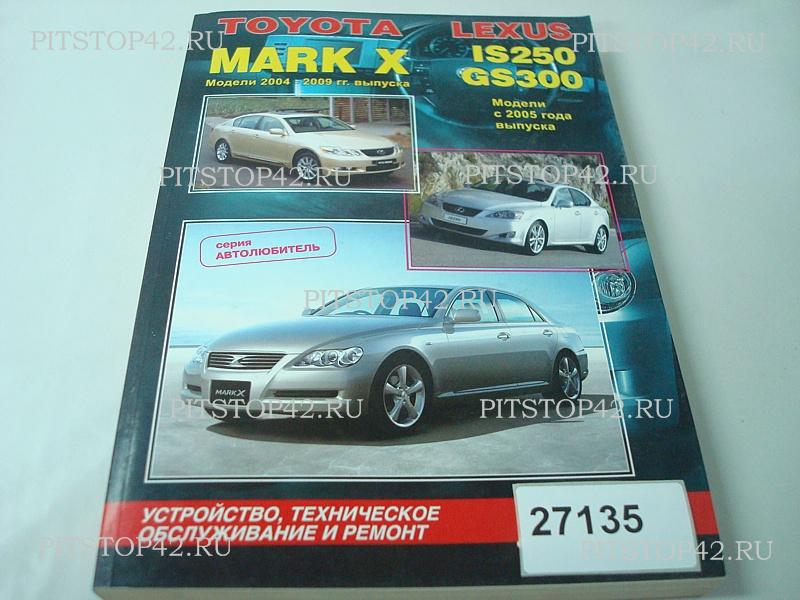 TOYOTA
MARK X
Модели 2004 - 2009 гг. выпуска
LEXUS
IS250
GS300
Модели
с 2005 года
выпуска
серия
АВТОЛЮБИТЕЛЬ
MARK X
УСТРОЙСТВО, ТЕХНИЧЕСКОЕ
ОБСЛУЖИВАНИЕ И РЕМОНТ
27135
PITSTOP42.RU
PITSTOP42.RU
PITSTOP42.RU
PITSTOP42.RU
PITSTOP42.RU
PITSTOP42.RU
PITSTOP42.RU
PITSTOP42.RU
PITSTOP42.RU
PITSTOP42.RU